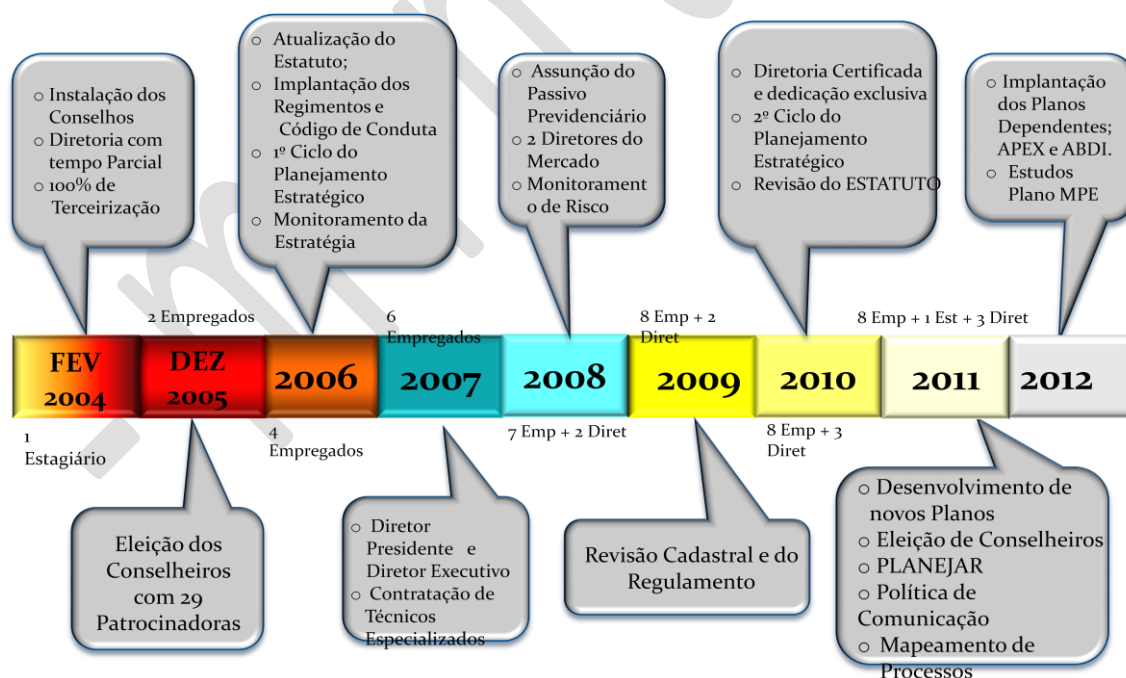 o Instalação dos
Conselhos
o Diretoria com
tempo Parcial
o 100% de
Terceirização
o Atualização do
Estatuto;
o Implantação dos
Regimentos e
Código de Conduta
o 1º Ciclo do
Planejamento
Estratégico
o Monitoramento da
Estratégia
o Assunção do
Passivo
Previdenciário
o 2 Diretores do
Mercado
o Monitorament
o de Risco
o Diretoria Certificada
e dedicação exclusiva
o 2º Ciclo do
Planejamento
Estratégico
o Revisão do ESTATUTO
o Implantação
dos Planos
Dependentes;
APEX e ABDI.
o Estudos
Plano MPE
2 Empregados
6
Empregados
8 Emp + 2
Diret
8 Emp + 1 Est + 3 Diret
FEV
2004
DEZ
2005
2006
2007
2008
2009
2010
2011
2012
1
Estagiário
4
Empregados
7 Emp + 2 Diret
8 Emp + 3
Diret
Eleição dos
Conselheiros
com 29
Patrocinadoras
o Diretor
Presidente e
Diretor Executivo
o Contratação de
Técnicos
Especializados
Revisão Cadastral e do
Regulamento
o Desenvolvimento de
novos Planos
o Eleição de Conselheiros
o PLANEJAR
o Política de
Comunicação
o Mapeamento de
Processos